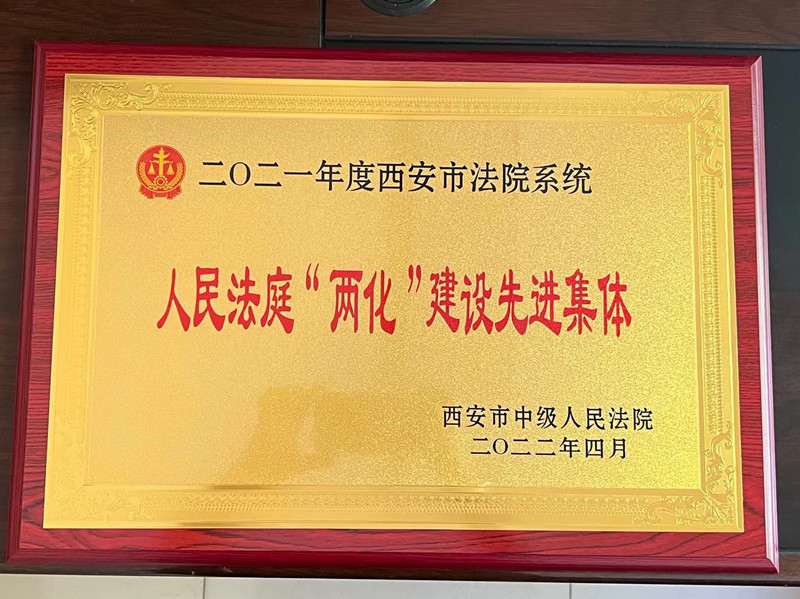 二〇二一年度西安市法院系统
人民法庭“两化”建设先进集体
西安市中级人民法院
二〇二二年四月